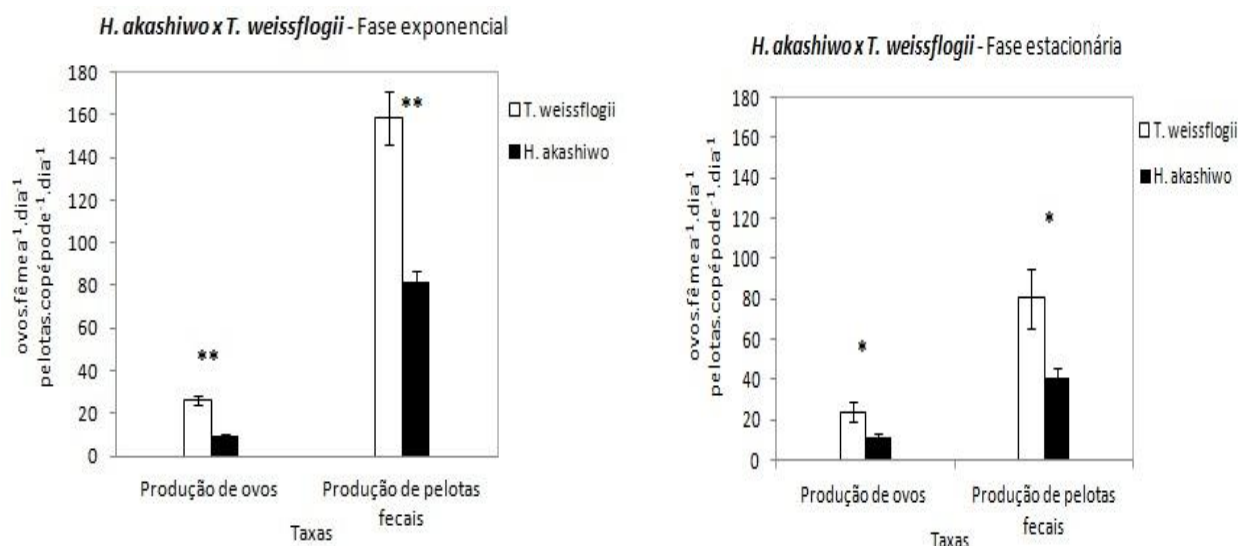 H. akashiwo x T. weissflogii - Fase exponencial
180
160
140
120
100
80
60
40
20
0
ovos.fêmea-1.dia-1
pelotas.copépode-1.dia-1
**
**
T. weissflogii
H. akashiwo
Produção de ovos
Produção de pelotas
fecais
Taxas
H. akashiwo x T. weissflogii - Fase estacionária
180
160
140
120
100
80
60
40
20
0
ovos.fêmea-1.dia-1
pelotas.copépode-1.dia-1
*
*
T. weissflogii
H. akashiwo
Produção de ovos
Produção de pelotas
fecais
Taxas